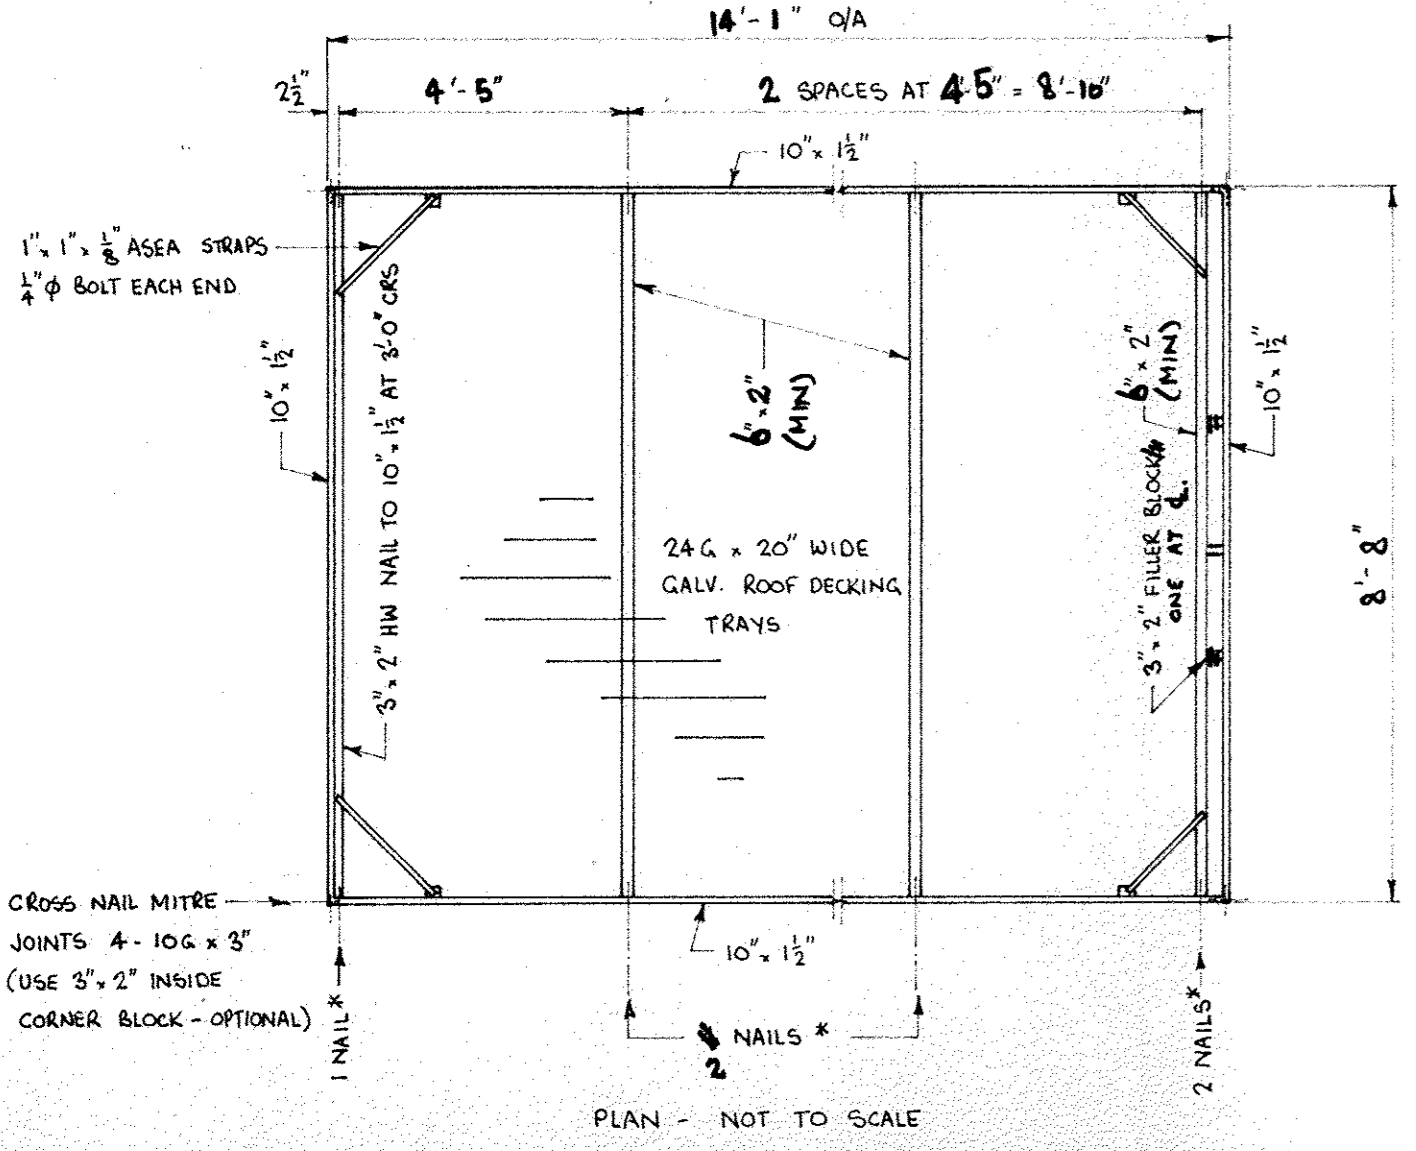 14'-1" O/A
2½"
4'-5"
2 SPACES AT 4'-5" = 8'-10"
10" x 1½"
1" x 1" x ⅛" ASEA STRAPS
¼" φ BOLT EACH END
10" x 1½"
3" x 2" HW NAIL TO 10" x 1½" AT 3'-0" CRS
6" x 2"
(MIN)
6" x 2"
(MIN)
10" x 1½"
3" x 2" FILLER BLOCK
ONE AT ℄.
24G x 20" WIDE
GALV. ROOF DECKING
TRAYS
8'-8"
CROSS NAIL MITRE
JOINTS 4 - 10G x 3"
(USE 3" x 2" INSIDE
CORNER BLOCK - OPTIONAL)
10" x 1½"
1 NAIL*
NAILS *
2
2 NAILS*
PLAN - NOT TO SCALE